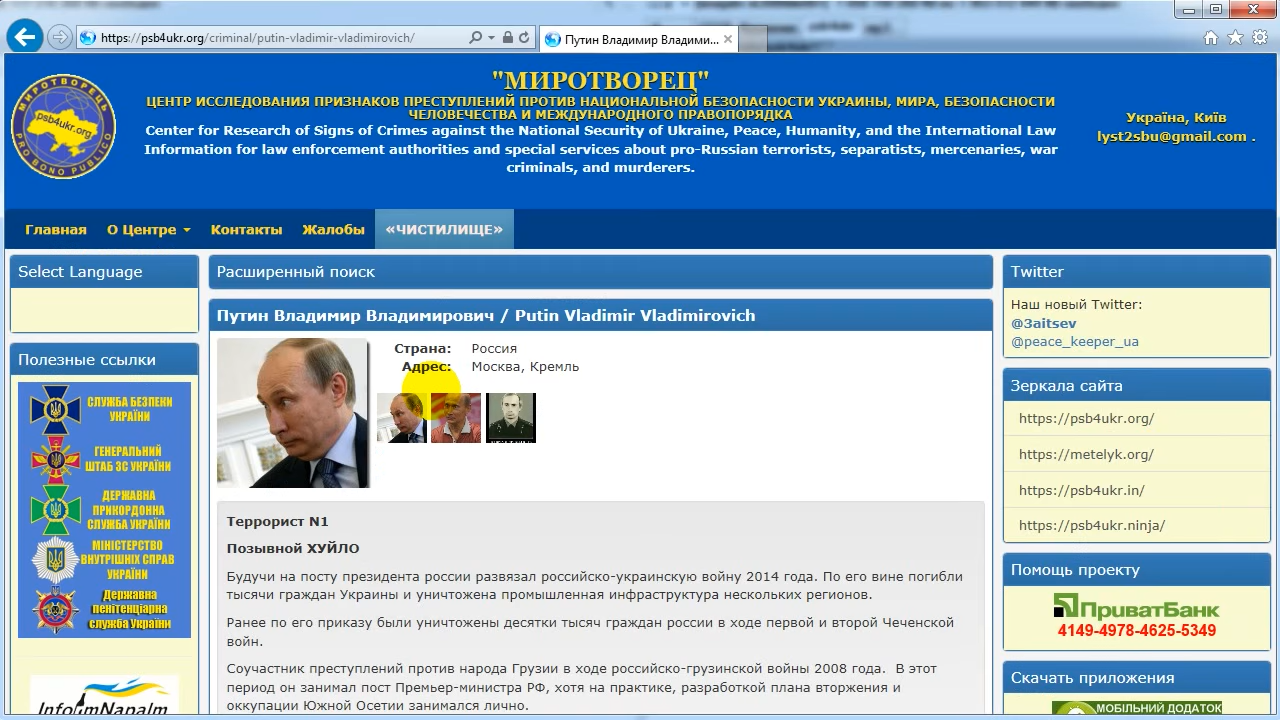 https://psb4ukr.org/criminal/putin-vladimir-vladimirovich/
Путин Владимир Владими...
"МИРОТВОРЕЦ"
ЦЕНТР ИССЛЕДОВАНИЯ ПРИЗНАКОВ ПРЕСТУПЛЕНИЙ ПРОТИВ НАЦИОНАЛЬНОЙ БЕЗОПАСНОСТИ УКРАИНЫ, МИРА, БЕЗОПАСНОСТИ
ЧЕЛОВЕЧЕСТВА И МЕЖДУНАРОДНОГО ПРАВОПОРЯДКА
Center for Research of Signs of Crimes against the National Security of Ukraine, Peace, Humanity, and the International Law
Information for law enforcement authorities and special services about pro-Russian terrorists, separatists, mercenaries, war
criminals, and murderers.
МИРОТВОРЕЦЬ
psb4ukr.org
PRO BONO PUBLICO
Україна, Київ
lyst2sbu@gmail.com .
Главная
О Центре
Контакты
Жалобы
«ЧИСТИЛИЩЕ»
Select Language
Полезные ссылки
СЛУЖБА БЕЗПЕКИ
УКРАЇНИ
ГЕНЕРАЛЬНИЙ
ШТАБ ЗС УКРАЇНИ
ДЕРЖАВНА
ПРИКОРДОННА
СЛУЖБА УКРАЇНИ
МІНІСТЕРСТВО
ВНУТРІШНІХ СПРАВ
УКРАЇНИ
Державна
пенітенціарна
служба України
InformNapalm
Расширенный поиск
Путин Владимир Владимирович / Putin Vladimir Vladimirovich
Страна: Россия
Адрес: Москва, Кремль
Террорист N1
Позывной ХУЙЛО
Будучи на посту президента россии развязал российско-украинскую войну 2014 года. По его вине погибли
тысячи граждан Украины и уничтожена промышленная инфраструктура нескольких регионов.
Ранее по его приказу были уничтожены десятки тысяч граждан россии в ходе первой и второй Чеченской
войн.
Соучастник преступлений против народа Грузии в ходе российско-грузинской войны 2008 года. В этот
период он занимал пост Премьер-министра РФ, хотя на практике, разработкой плана вторжения и
оккупации Южной Осетии занимался лично.
Twitter
Наш новый Twitter:
@3aitsev
@peace_keeper_ua
Зеркала сайта
https://psb4ukr.org/
https://metelyk.org/
https://psb4ukr.in/
https://psb4ukr.ninja/
Помощь проекту
ПриватБанк
4149-4978-4625-5349
Скачать приложения
МОБІЛЬНИЙ ДОДАТОК